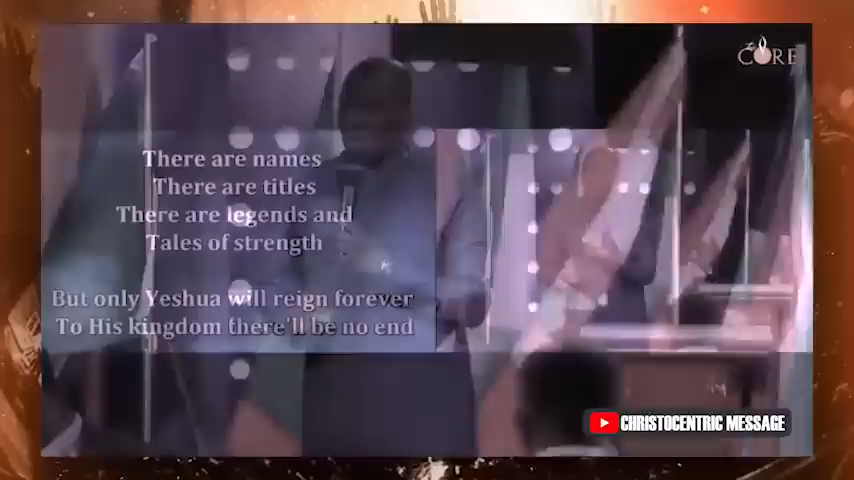 CORE
There are names
There are titles
There are legends and
Tales of strength
But only Yeshua will reign forever
To His kingdom there'll be no end
CHRISTOCENTRIC MESSAGE